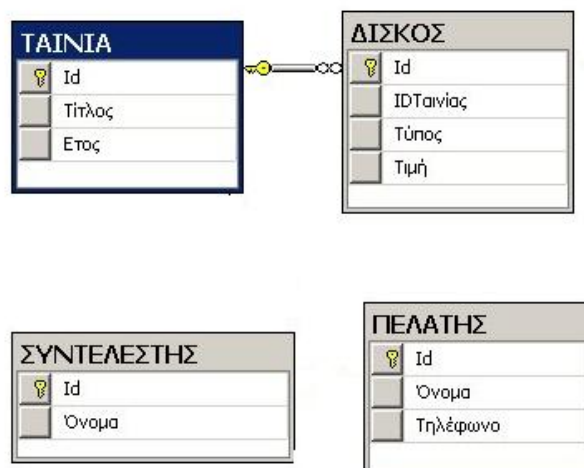 ΤΑΙΝΙΑ
Id
Τίτλος
Ετος
ΔΙΣΚΟΣ
Id
IDΤαινίας
Τύπος
Τιμή
ΣΥΝΤΕΛΕΣΤΗΣ
Id
Όνομα
ΠΕΛΑΤΗΣ
Id
Όνομα
Τηλέφωνο